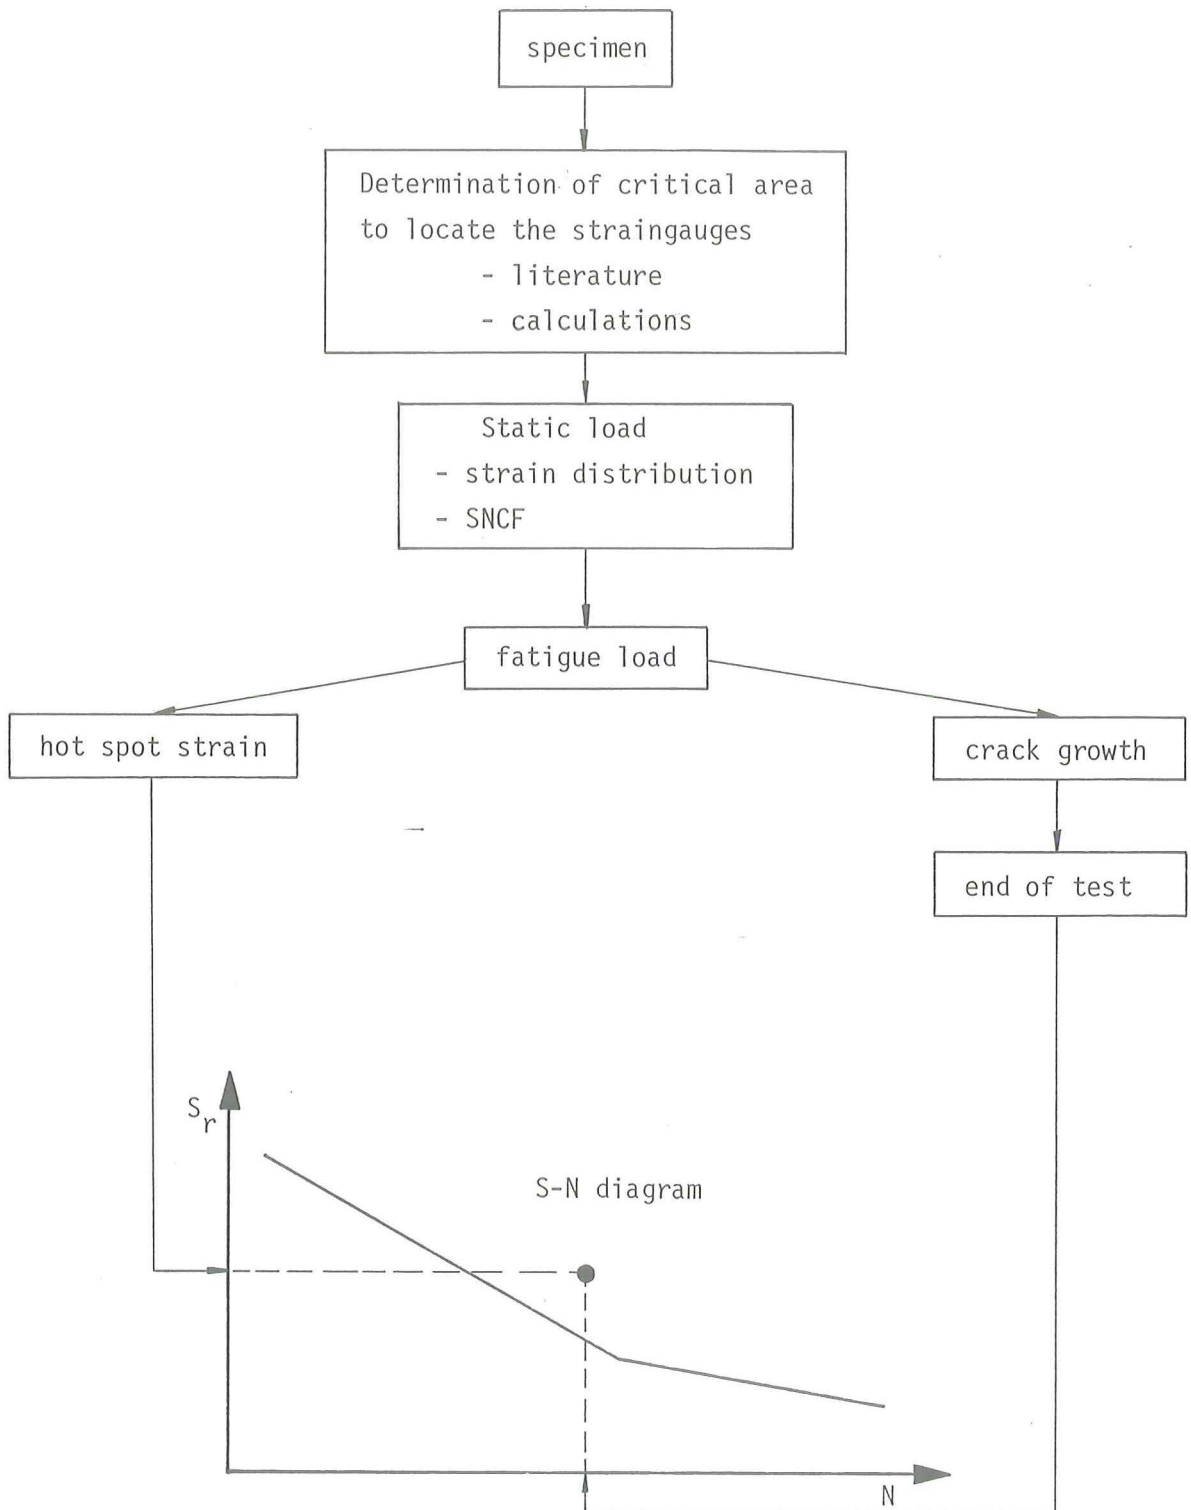 specimen
Determination of critical area
to locate the straingauges
- literature
- calculations
Static load
- strain distribution
- SNCF
fatigue load
hot spot strain
crack growth
end of test
Sr
S-N diagram
N